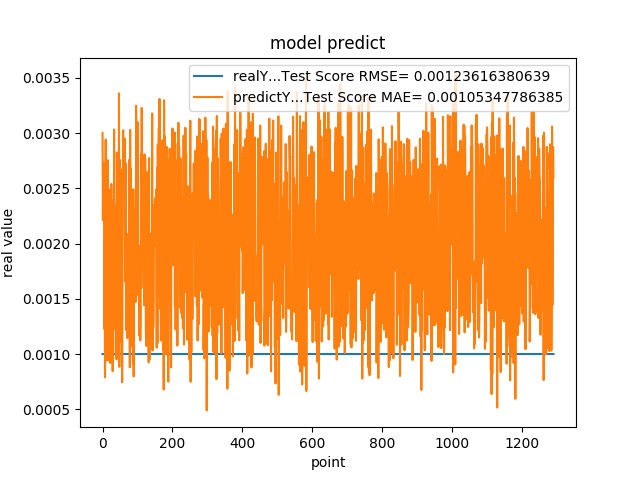 model predict
realY...Test Score RMSE= 0.00123616380639
predictY...Test Score MAE= 0.00105347786385
0.0035
0.0030
0.0025
0.0020
0.0015
0.0010
0.0005
real value
0 200 400 600 800 1000 1200
point